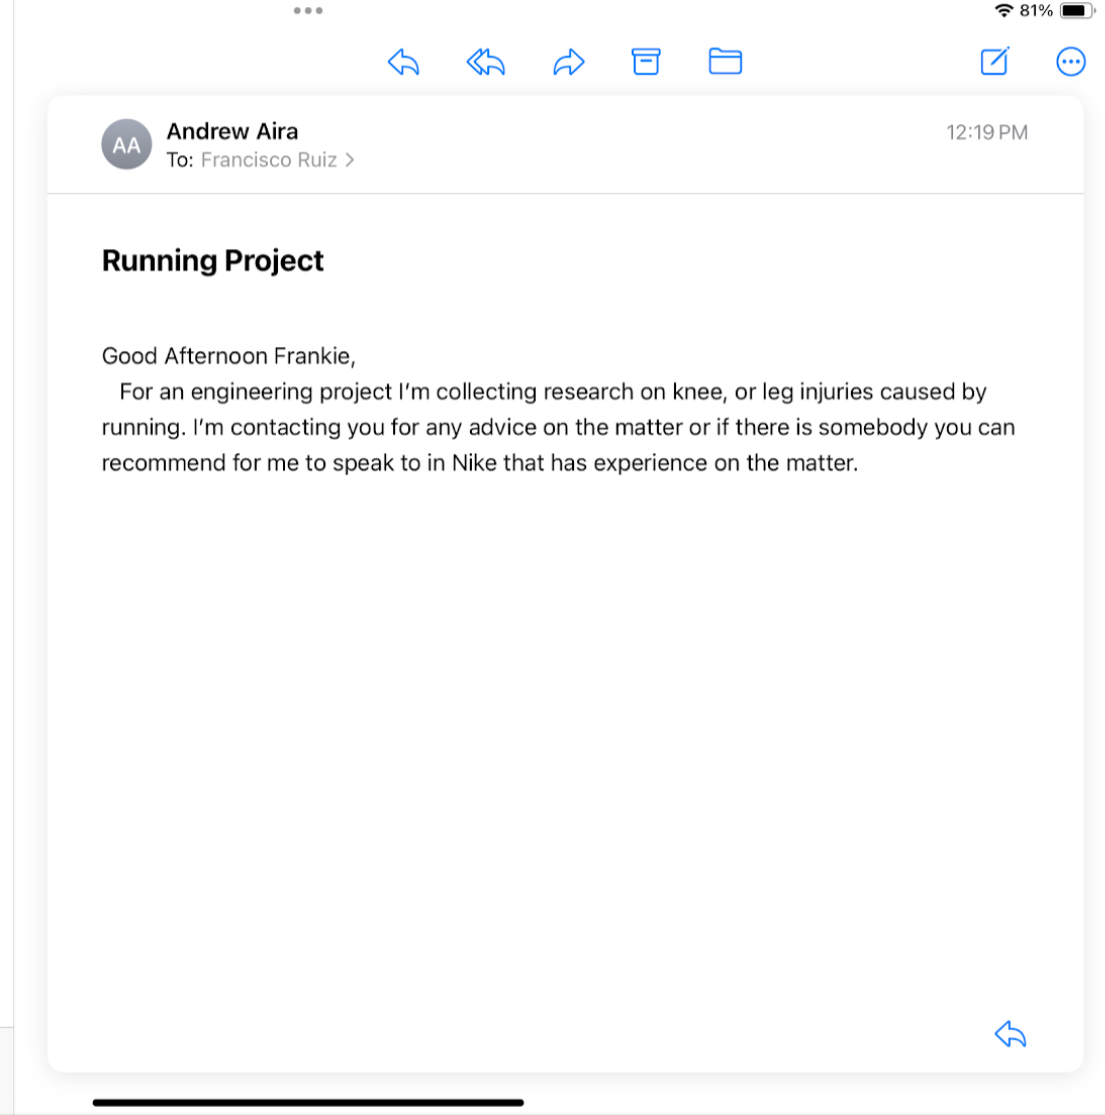 81%
AA
Andrew Aira
12:19 PM
To: Francisco Ruiz
Running Project
Good Afternoon Frankie,
For an engineering project I’m collecting research on knee, or leg injuries caused by
running. I’m contacting you for any advice on the matter or if there is somebody you can
recommend for me to speak to in Nike that has experience on the matter.